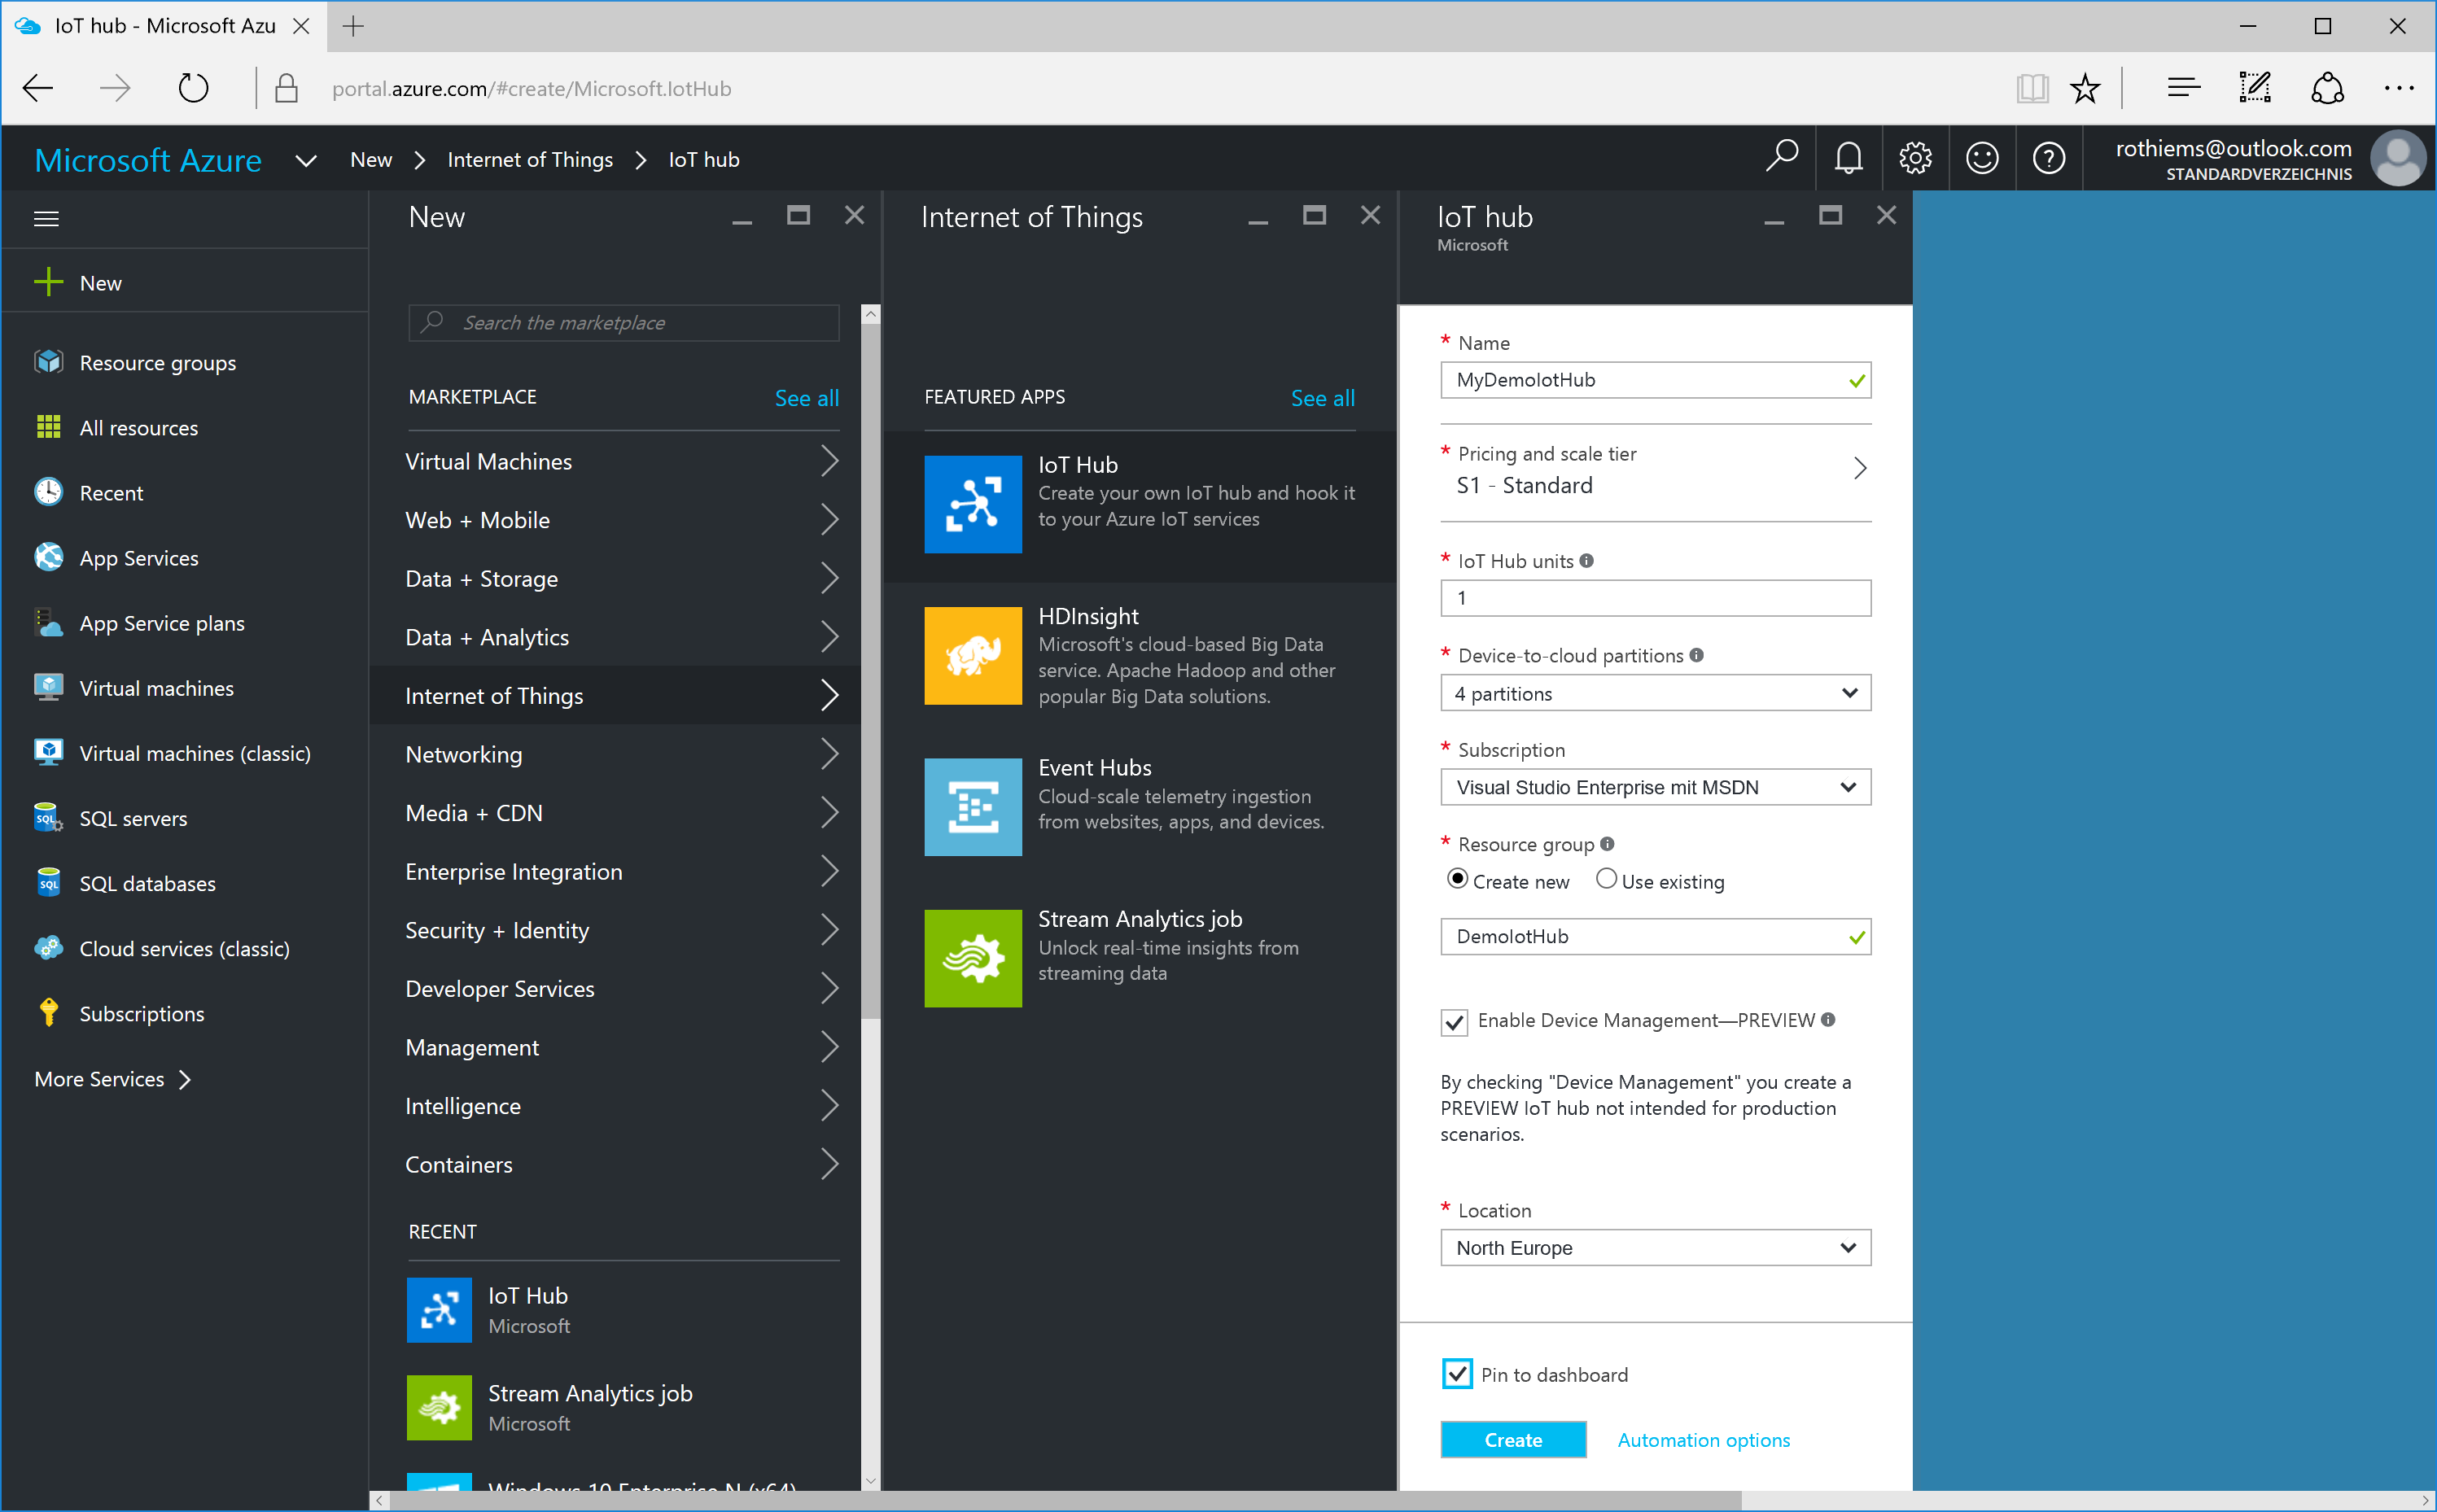 IoT hub - Microsoft Azu
portal.azure.com/#create/Microsoft.IotHub
Microsoft Azure
New
Internet of Things
IoT hub
rothiems@outlook.com
STANDARDVERZEICHNIS
New
Resource groups
All resources
Recent
App Services
App Service plans
Virtual machines
Virtual machines (classic)
SQL servers
SQL databases
Cloud services (classic)
Subscriptions
More Services
New
Search the marketplace
MARKETPLACE
See all
Virtual Machines
Web + Mobile
Data + Storage
Data + Analytics
Internet of Things
Networking
Media + CDN
Enterprise Integration
Security + Identity
Developer Services
Management
Intelligence
Containers
RECENT
IoT Hub
Microsoft
Stream Analytics job
Microsoft
Windows 10 Enterprise N (x64)
Internet of Things
FEATURED APPS
See all
IoT Hub
Create your own IoT hub and hook it
to your Azure IoT services
HDInsight
Microsoft's cloud-based Big Data
service. Apache Hadoop and other
popular Big Data solutions.
Event Hubs
Cloud-scale telemetry ingestion
from websites, apps, and devices.
Stream Analytics job
Unlock real-time insights from
streaming data
IoT hub
Microsoft
* Name
MyDemoIotHub
* Pricing and scale tier
S1 - Standard
* IoT Hub units
1
* Device-to-cloud partitions
4 partitions
* Subscription
Visual Studio Enterprise mit MSDN
* Resource group
Create new
Use existing
DemoIotHub
Enable Device Management—PREVIEW
By checking "Device Management" you create a
PREVIEW IoT hub not intended for production
scenarios.
* Location
North Europe
Pin to dashboard
Create
Automation options